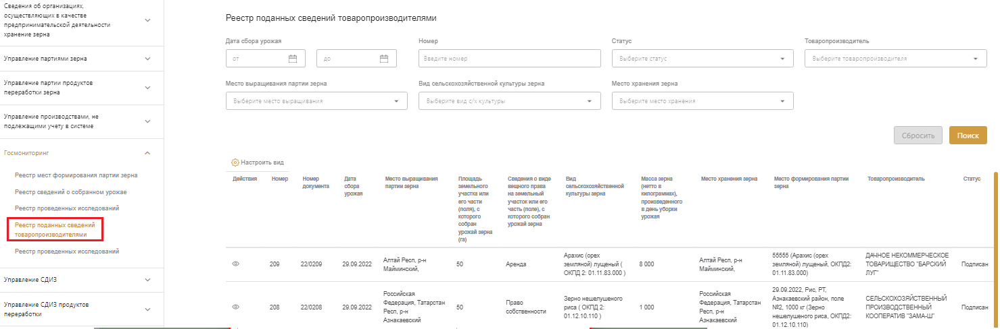 Сведения об организациях,
осуществляющих в качестве
предпринимательской деятельности
хранение зерна
Управление партиями зерна
Управление партии продуктов
переработки зерна
Управление производствами, не
подлежащими учету в системе
Госмониторинг
Реестр мест формирования партии зерна
Реестр сведений о собранном урожае
Реестр проведенных исследований
Реестр поданных сведений
товаропроизводителями
Реестр проведенных исследований
Управление СДИЗ
Управление СДИЗ продуктов
переработки
Реестр поданных сведений товаропроизводителями
Дата сбора урожая
Номер
Статус
Товаропроизводитель
от
до
Введите номер
Выберите статус
Выберите товаропроизводителя
Место выращивания партии зерна
Вид сельскохозяйственной культуры зерна
Место хранения зерна
Выберите место выращивания
Выберите вид с/х культуры
Выберите место хранения
Сбросить
Поиск
Настроить вид
Действия
Номер
Номер
документа
Дата
сбора
урожая
Место выращивания
партии зерна
Площадь
земельного
участка или
его части
(поля), с
которого
собран
урожай зерна
(га)
Сведения о виде
вещного права
на земельный
участок или его
часть (поле), с
которого собран
урожай зерна
Вид
сельскохозяйственной
культуры зерна
Масса зерна
(нетто в
килограммах),
произведенного
в день уборки
урожая
Место хранения зерна
Место формирования партии
зерна
Товаропроизводитель
Статус
209
22/0209
29.09.2022
Алтай Респ, р-н
Майминский,
50
Аренда
Арахис (орех
земляной) лущеный (
ОКПД 2: 01.11.83.000 )
8 000
Алтай Респ, р-н
Майминский,
55555 (Арахис (орех
земляной) лущеный, ОКПД2:
01.11.83.000)
ДАЧНОЕ НЕКОММЕРЧЕСКОЕ
ТОВАРИЩЕСТВО "БАРСКИЙ
ЛУГ"
Подписан
208
22/0208
29.09.2022
Российская
Федерация, Татарстан
Респ, р-н
Азнакаевский
50
Право
собственности
Зерно нешелушеного
риса ( ОКПД 2:
01.12.10.110 )
1 000
Российская
Федерация, Татарстан
Респ, р-н
Азнакаевский
29.09.2022, Рис, РТ,
Азнакаевский район, поле
№2, 1000 кг (Зерно
нешелушеного риса, ОКПД2:
01.12.10.110)
СЕЛЬСКОХОЗЯЙСТВЕННЫЙ
ПРОИЗВОДСТВЕННЫЙ
КООПЕРАТИВ "ЗАМА-Ш"
Подписан